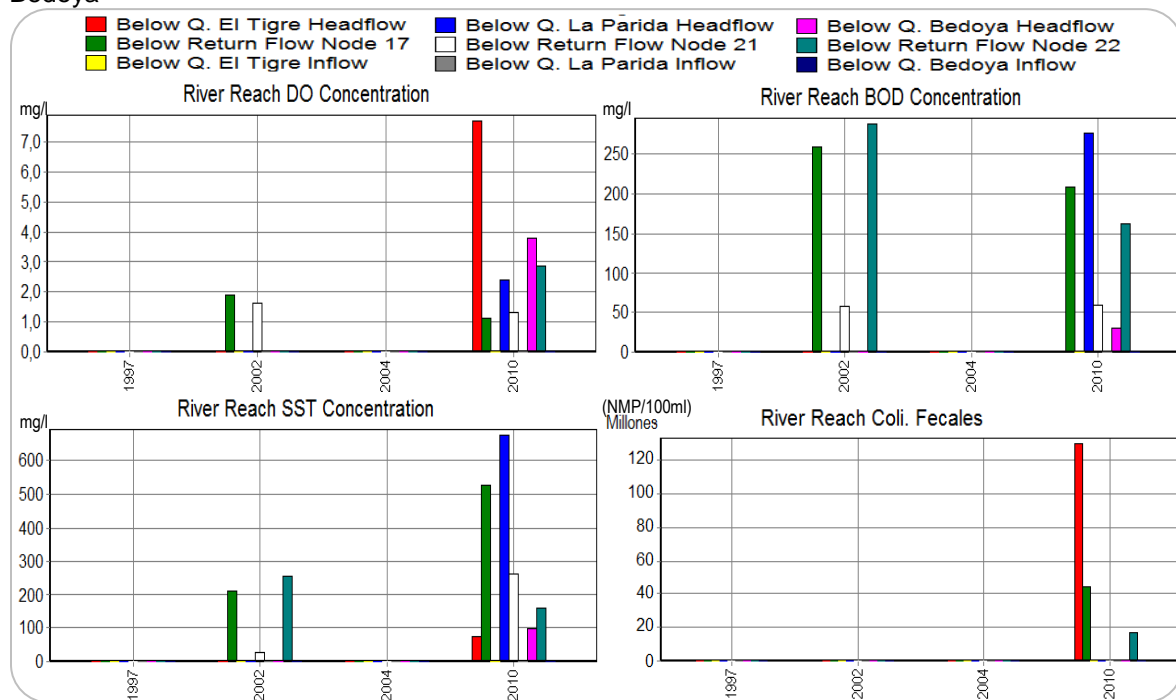 Bedoya
Below Q. El Tigre Headflow Below Q. La Parida Headflow Below Q. Bedoya Headflow
Below Return Flow Node 17 Below Return Flow Node 21 Below Return Flow Node 22
Below Q. El Tigre Inflow Below Q. La Parida Inflow Below Q. Bedoya Inflow
River Reach DO Concentration
mg/l
7,0
6,0
5,0
4,0
3,0
2,0
1,0
0,0
1997 2002 2004 2010
River Reach BOD Concentration
mg/l
250
200
150
100
50
0
1997 2002 2004 2010
River Reach SST Concentration
mg/l
600
500
400
300
200
100
0
1997 2002 2004 2010
River Reach Coli. Fecales
(NMP/100ml)
Millones
120
100
80
60
40
20
0
1997 2002 2004 2010